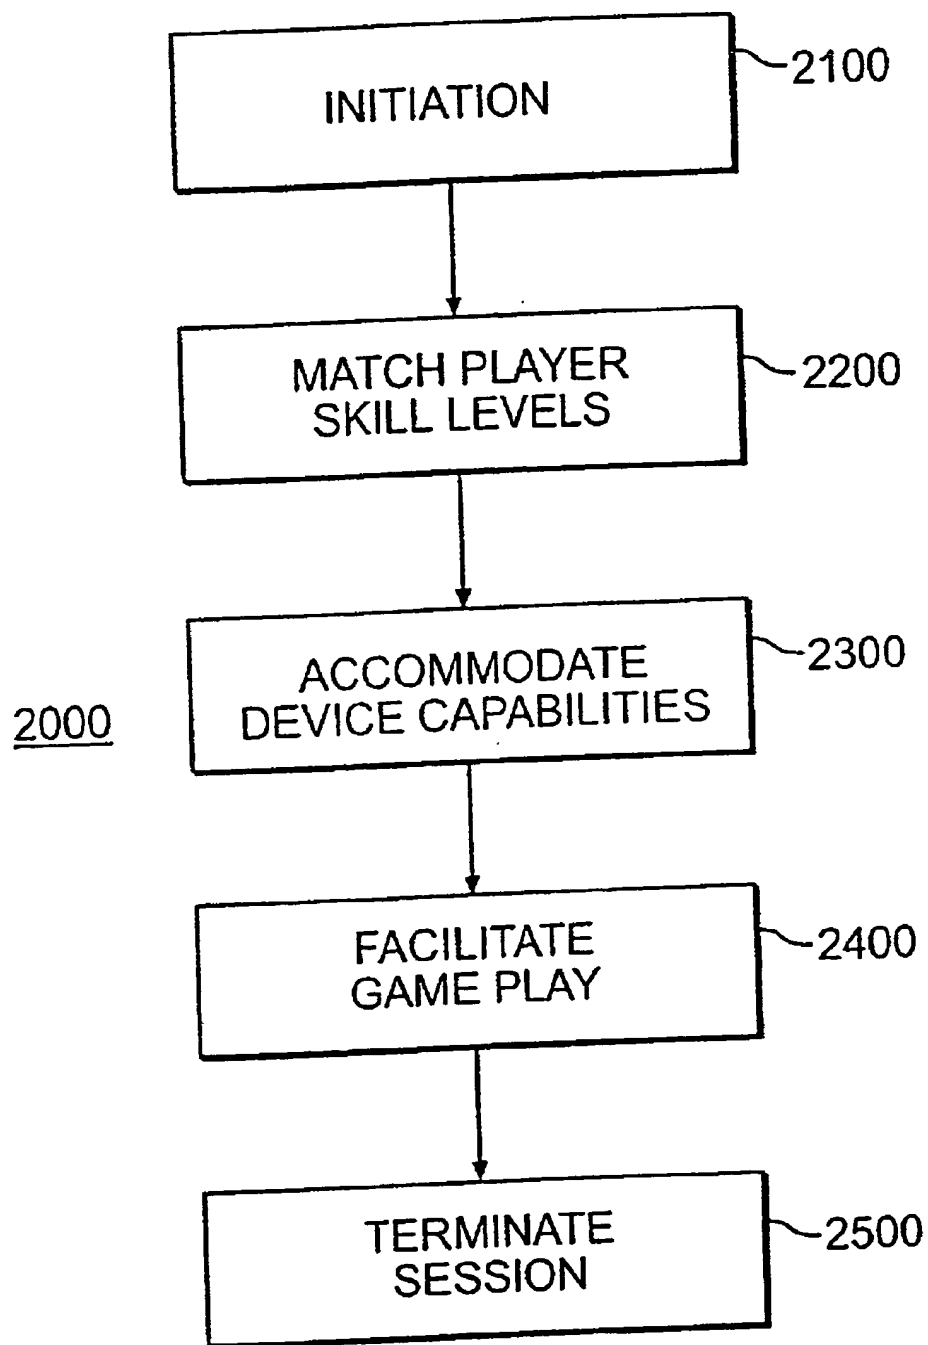 INITIATION
2100
MATCH PLAYER
SKILL LEVELS
2200
ACCOMMODATE
DEVICE CAPABILITIES
2300
2000
FACILITATE
GAME PLAY
2400
TERMINATE
SESSION
2500